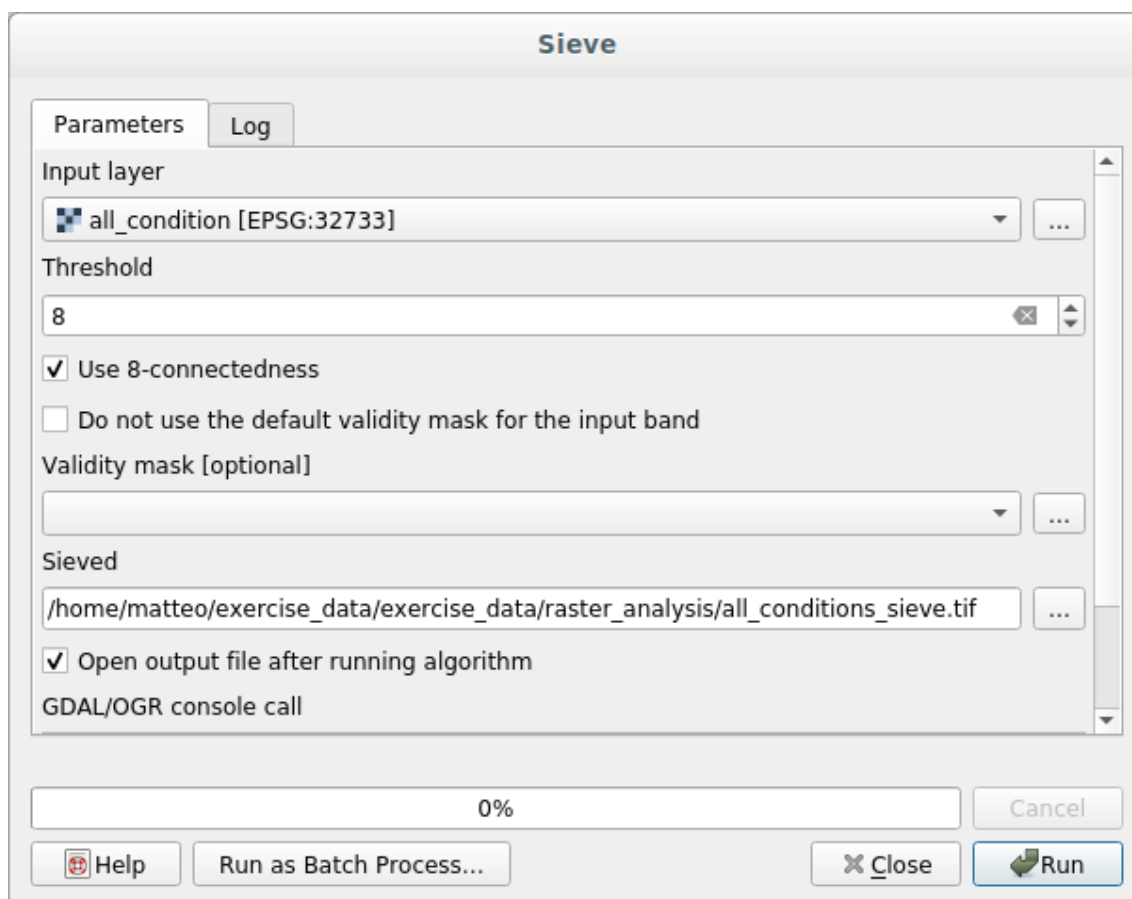 Sieve
Parameters
Log
Input layer
all_condition [EPSG:32733]
...
Threshold
8
Use 8-connectedness
Do not use the default validity mask for the input band
Validity mask [optional]
...
Sieved
/home/matteo/exercise_data/exercise_data/raster_analysis/all_conditions_sieve.tif
...
Open output file after running algorithm
GDAL/OGR console call
0%
Cancel
Help
Run as Batch Process...
Close
Run